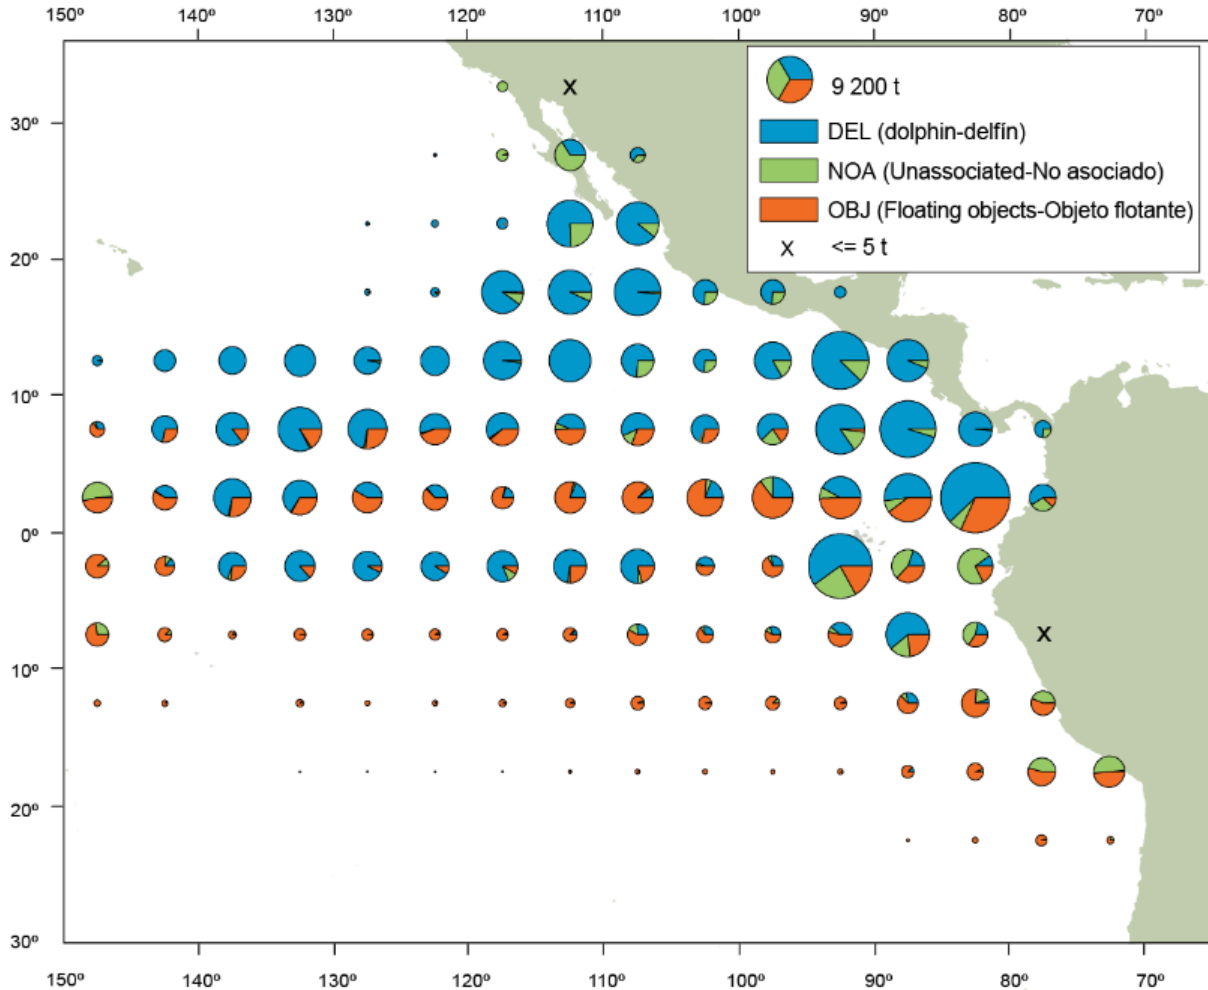 150º 140º 130º 120º 110º 100º 90º 80º 70º
9 200 t
DEL (dolphin-delfín)
NOA (Unassociated-No asociado)
OBJ (Floating objects-Objeto flotante)
x <= 5 t
x
30º
20º
10º
0º
x
10º
20º
30º
150º 140º 130º 120º 110º 100º 90º 80º 70º